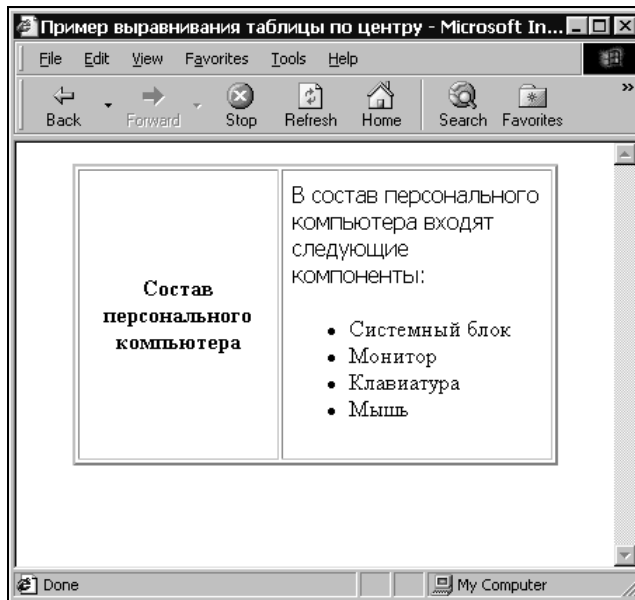 Пример выравнивания таблицы по центру - Microsoft In...
File Edit View Favorites Tools Help
Back Forward Stop Refresh Home Search Favorites »
Состав
персонального
компьютера
В состав персонального
компьютера входят
следующие
компоненты:
• Системный блок
• Монитор
• Клавиатура
• Мышь
Done My Computer